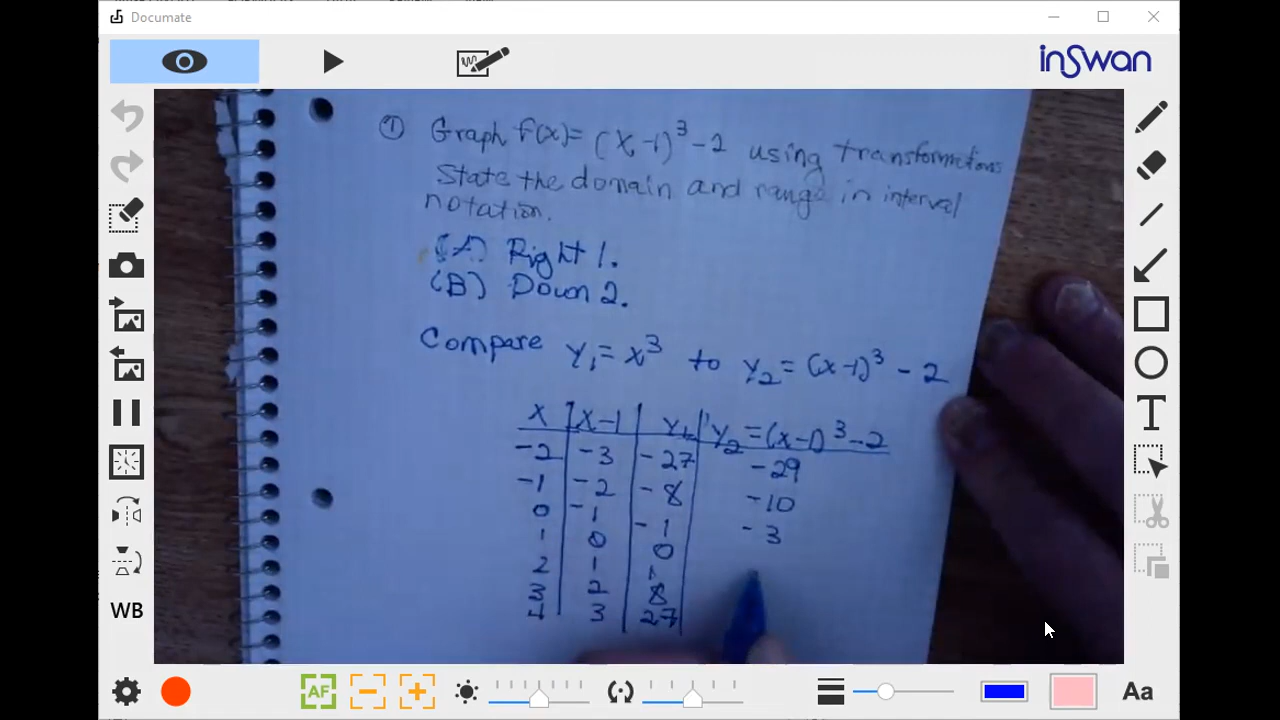 Documate
inSwan
① Graph f(x)= (x-1)³-2 using transformations
State the domain and range in interval
notation.
(A) Right 1.
(B) Down 2.
Compare y₁= x³ to y₂= (x-1)³ - 2
x x-1 y₁ y₂=(x-1)³-2
-2 -3 -27 -29
-1 -2 -8 -10
0 -1 -1 -3
1 0 0
2 1 1
3 2 8
4 3 27
T
WB
AF
Aa